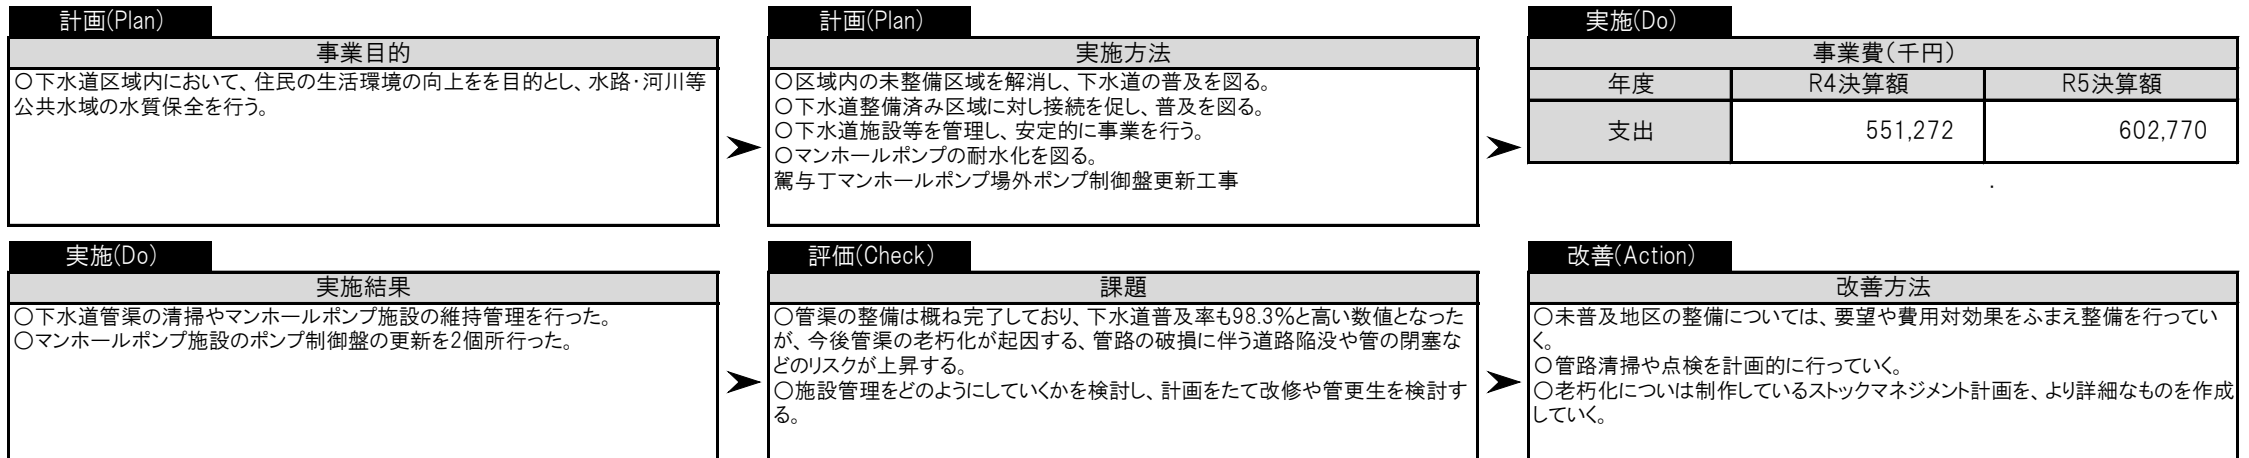 計画(Plan)
事業目的
○下水道区域内において、住民の生活環境の向上をを目的とし、水路・河川等
公共水域の水質保全を行う。
計画(Plan)
実施方法
○区域内の未整備区域を解消し、下水道の普及を図る。
○下水道整備済み区域に対し接続を促し、普及を図る。
○下水道施設等を管理し、安定的に事業を行う。
○マンホールポンプの耐水化を図る。
駕与丁マンホールポンプ場外ポンプ制御盤更新工事
実施(Do)
事業費(千円)
年度 R4決算額 R5決算額
支出 551,272 602,770
.
実施(Do)
実施結果
○下水道管渠の清掃やマンホールポンプ施設の維持管理を行った。
○マンホールポンプ施設のポンプ制御盤の更新を2個所行った。
評価(Check)
課題
○管渠の整備は概ね完了しており、下水道普及率も98.3%と高い数値となった
が、今後管渠の老朽化が起因する、管路の破損に伴う道路陥没や管の閉塞な
どのリスクが上昇する。
○施設管理をどのようにしていくかを検討し、計画をたて改修や管更生を検討す
る。
改善(Action)
改善方法
○未普及地区の整備については、要望や費用対効果をふまえ整備を行ってい
く。
○管路清掃や点検を計画的に行っていく。
○老朽化についは制作しているストックマネジメント計画を、より詳細なものを作成
していく。